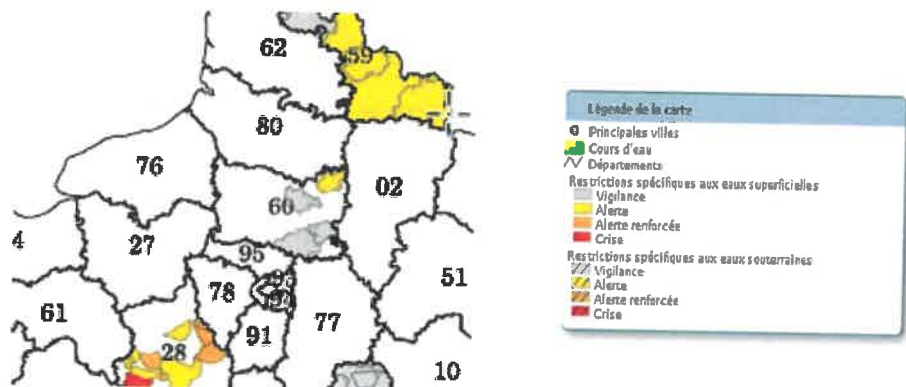 62
59
80
76
02
60
4
27
95
51
78
61
77
91
28
10
Légende de la carte
Principales villes
Cours d'eau
Départements
Restrictions spécifiques aux eaux superficielles
Vigilance
Alerte
Alerte renforcée
Crise
Restrictions spécifiques aux eaux souterraines
Vigilance
Alerte
Alerte renforcée
Crise